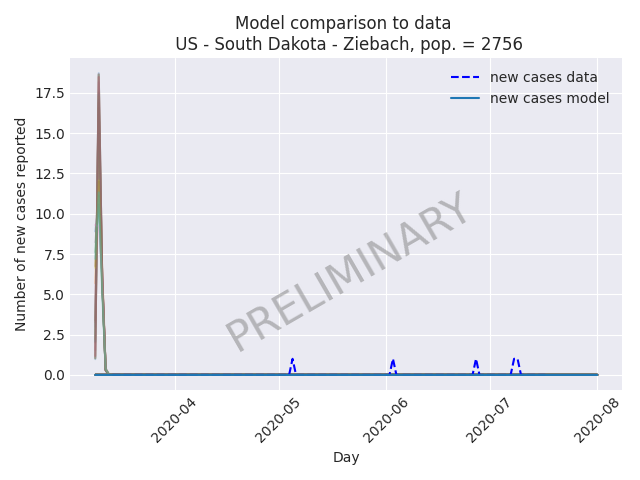 Model comparison to data
US - South Dakota - Ziebach, pop. = 2756
new cases data
new cases model
Number of new cases reported
17.5
15.0
12.5
10.0
7.5
5.0
2.5
0.0
PRELIMINARY
2020-04
2020-05
2020-06
2020-07
2020-08
Day